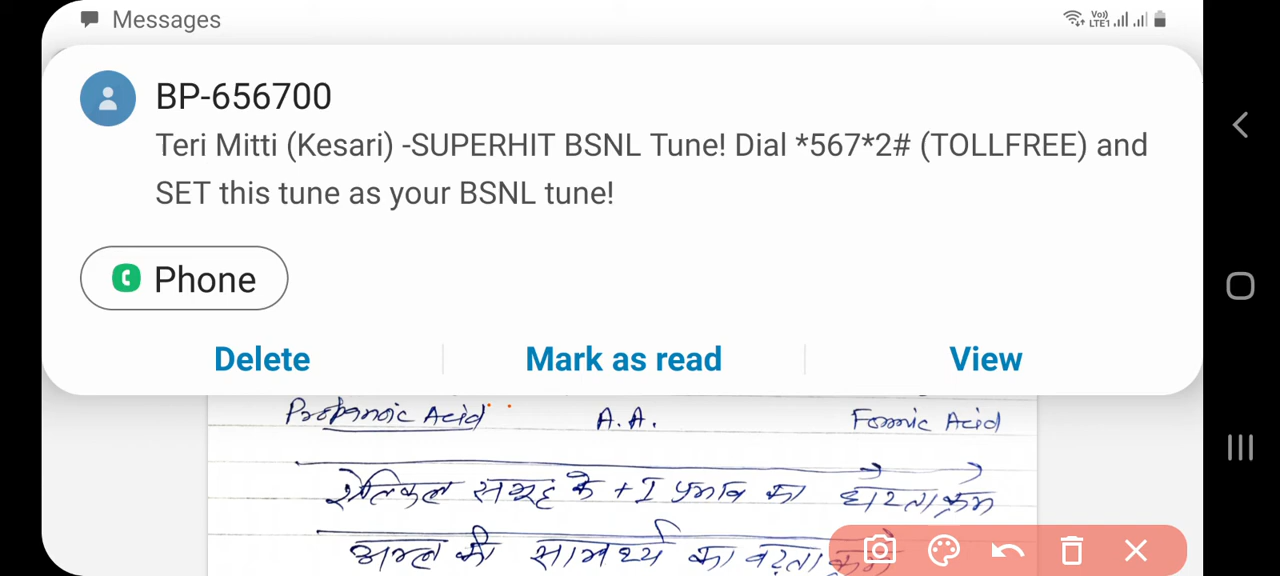 Messages
VoLTE1
BP-656700
Teri Mitti (Kesari) -SUPERHIT BSNL Tune! Dial *567*2# (TOLLFREE) and
SET this tune as your BSNL tune!
Phone
Delete Mark as read View
Propanoic Acid A.A. Formic Acid
ऐल्किल समूह के +I प्रभाव का घटता क्रम
अम्ल की सामर्थ्य का बढ़ता क्रम